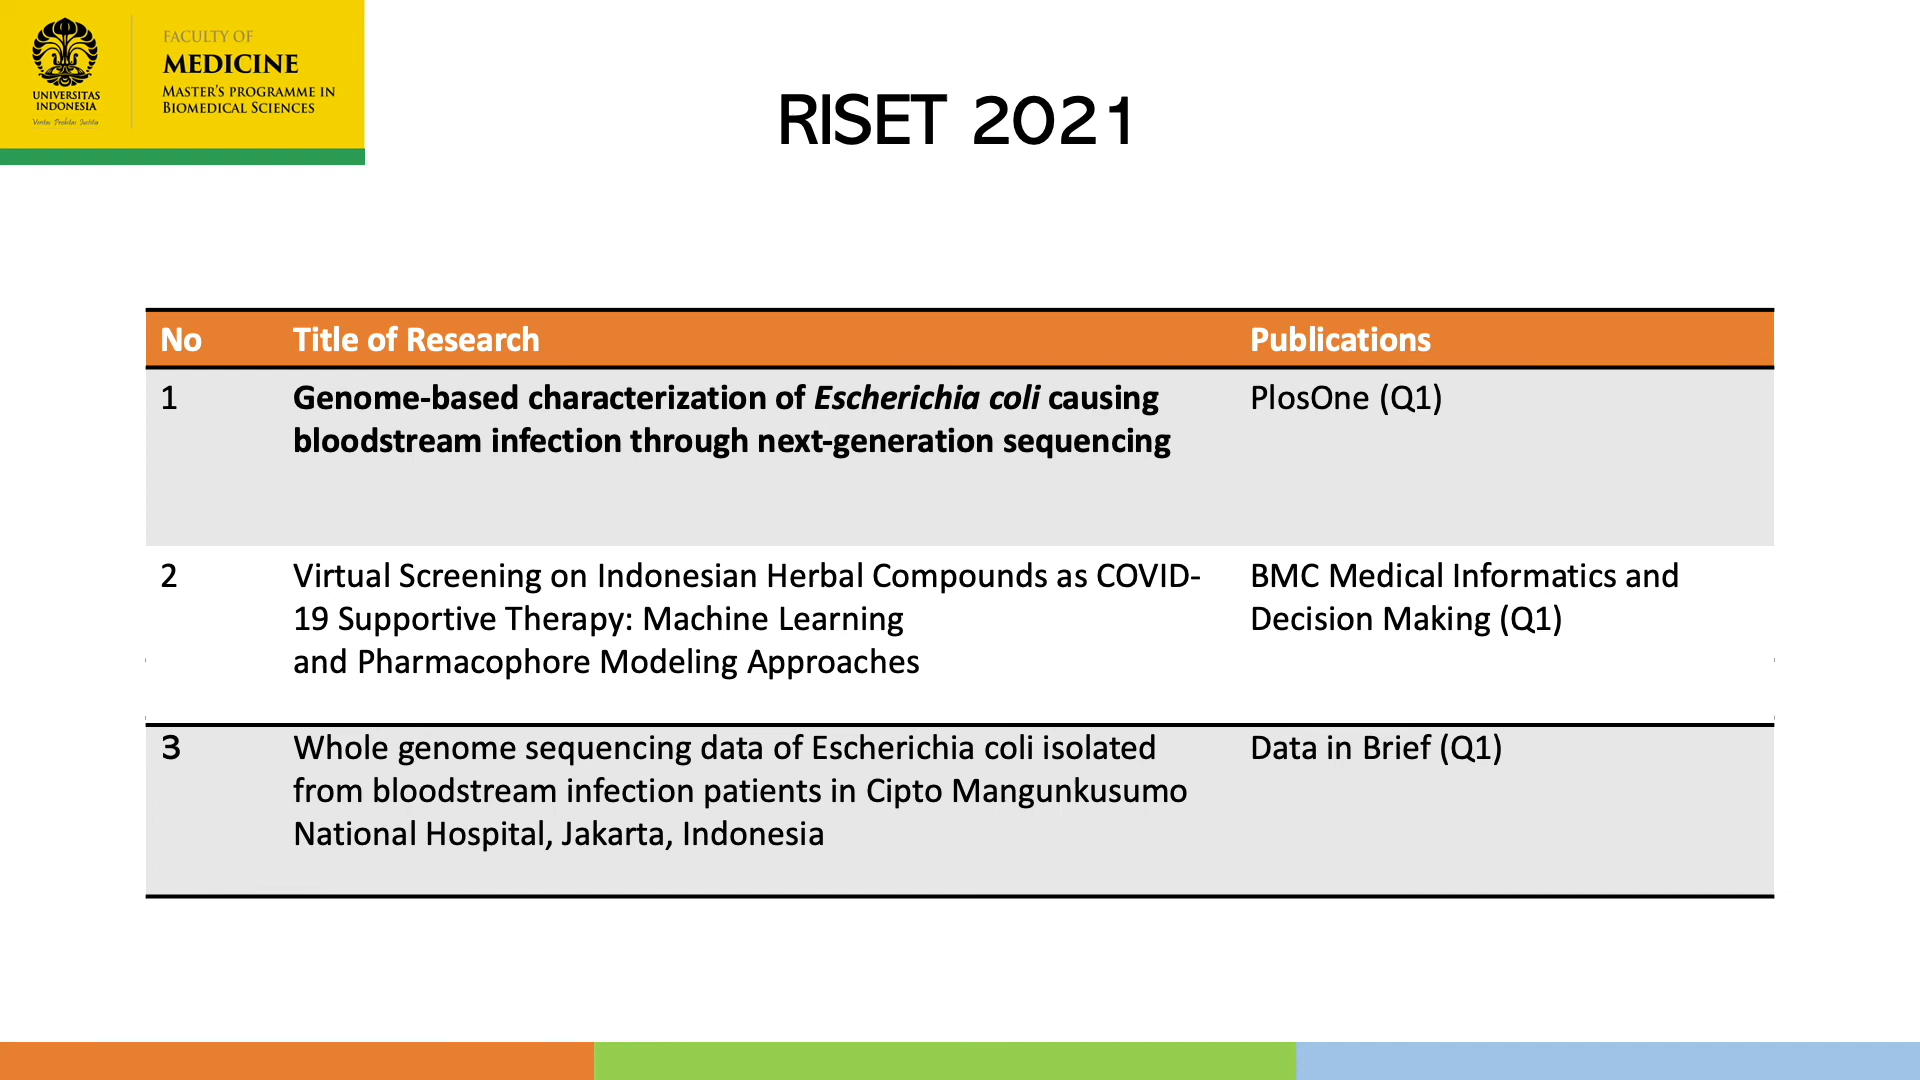 UNIVERSITAS
INDONESIA
Veritas Probitas Justitia
FACULTY OF
MEDICINE
MASTER'S PROGRAMME IN
BIOMEDICAL SCIENCES
RISET 2021
No Title of Research Publications
1 Genome-based characterization of Escherichia coli causing PlosOne (Q1)
bloodstream infection through next-generation sequencing
2 Virtual Screening on Indonesian Herbal Compounds as COVID- BMC Medical Informatics and
19 Supportive Therapy: Machine Learning Decision Making (Q1)
and Pharmacophore Modeling Approaches
3 Whole genome sequencing data of Escherichia coli isolated Data in Brief (Q1)
from bloodstream infection patients in Cipto Mangunkusumo
National Hospital, Jakarta, Indonesia